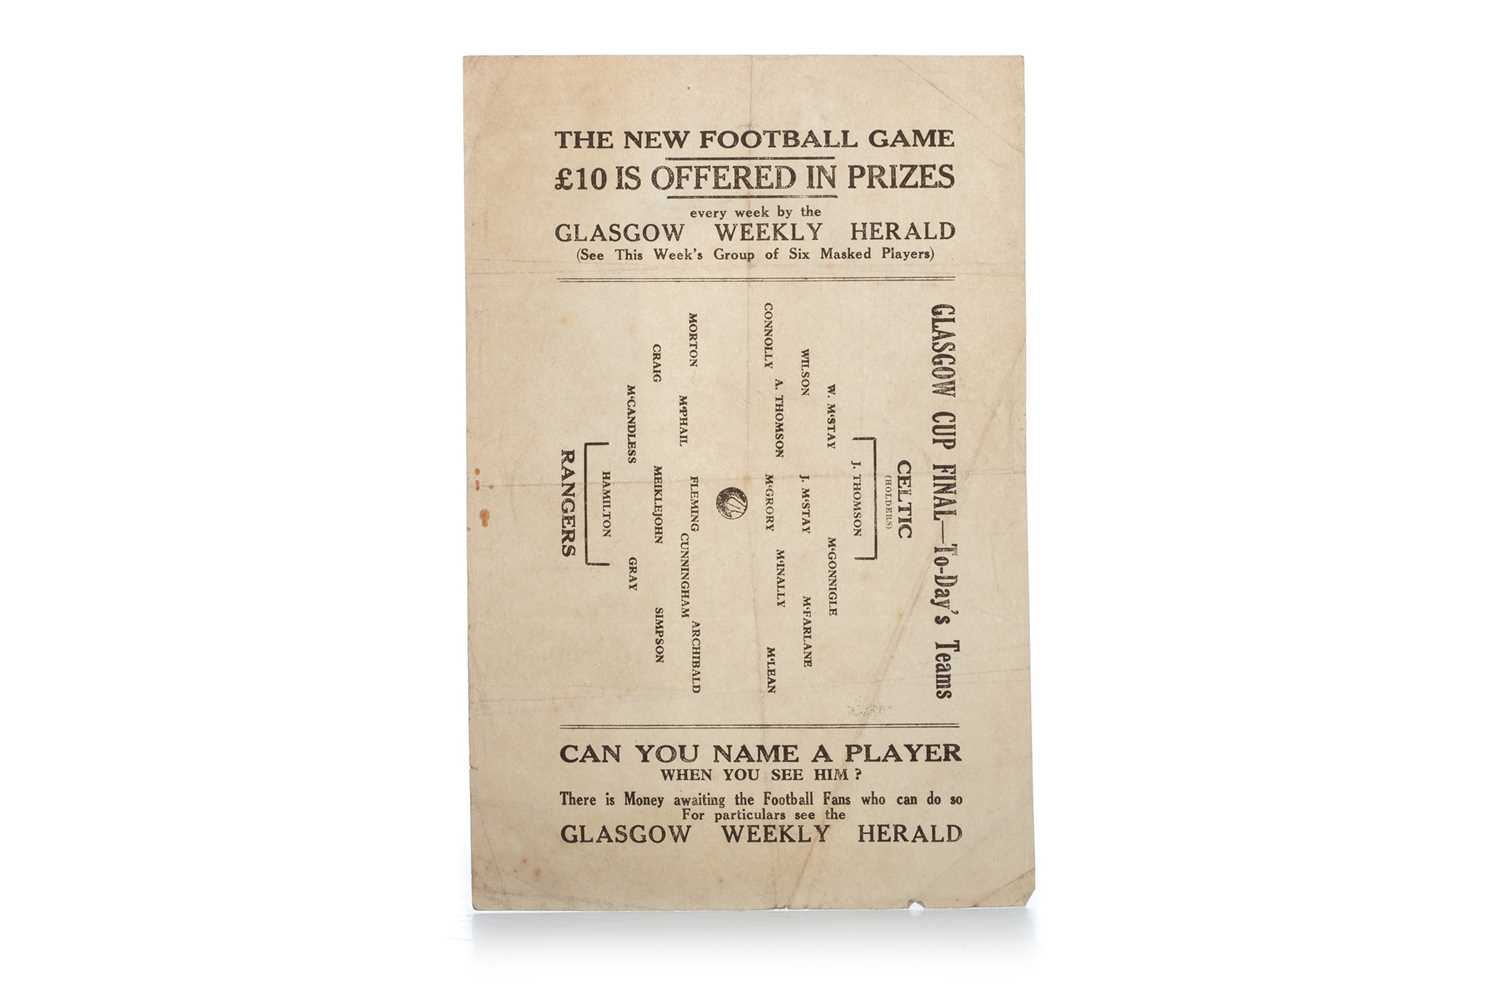 THE NEW FOOTBALL GAME
£10 IS OFFERED IN PRIZES
every week by the
GLASGOW WEEKLY HERALD
(See This Week's Group of Six Masked Players)
GLASGOW CUP FINAL—To-Day's Teams
CELTIC
(HOLDERS)
J. THOMSON
W. M‘STAY M‘GONNIGLE
WILSON J. M‘STAY M‘FARLANE
A. THOMSON M‘INALLY
CONNOLLY M‘GRORY M‘LEAN
MORTON FLEMING ARCHIBALD
M‘PHAIL CUNNINGHAM
CRAIG MEIKLEJOHN SIMPSON
M‘CANDLESS GRAY
HAMILTON
RANGERS
CAN YOU NAME A PLAYER
WHEN YOU SEE HIM?
There is Money awaiting the Football Fans who can do so
For particulars see the
GLASGOW WEEKLY HERALD